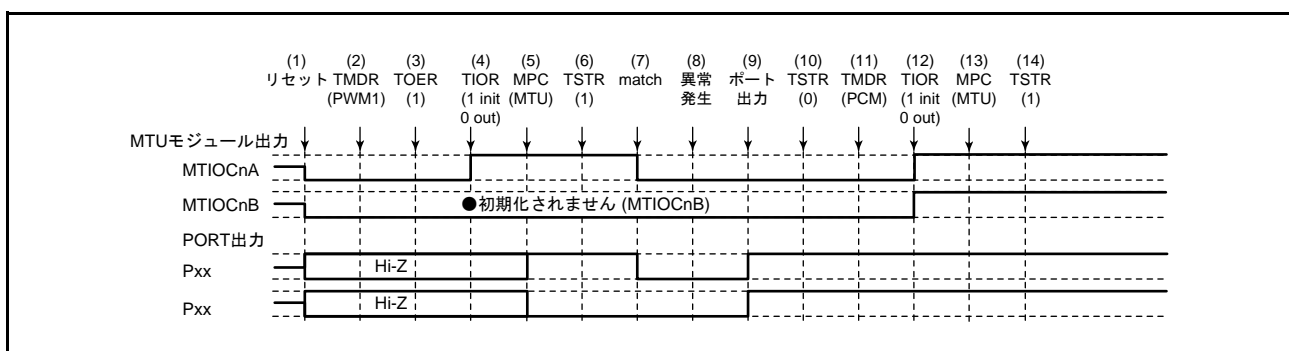 (1) (2) (3) (4) (5) (6) (7) (8) (9) (10) (11) (12) (13) (14)
リセット TMDR TOER TIOR MPC TSTR match 異常 ポート TSTR TMDR TIOR MPC TSTR
(PWM1) (1) (1 init (MTU) (1) 発生 出力 (0) (PCM) (1 init (MTU) (1)
0 out) 0 out)
MTUモジュール出力
MTIOCnA
MTIOCnB ●初期化されません (MTIOCnB)
PORT出力
Pxx Hi-Z
Pxx Hi-Z